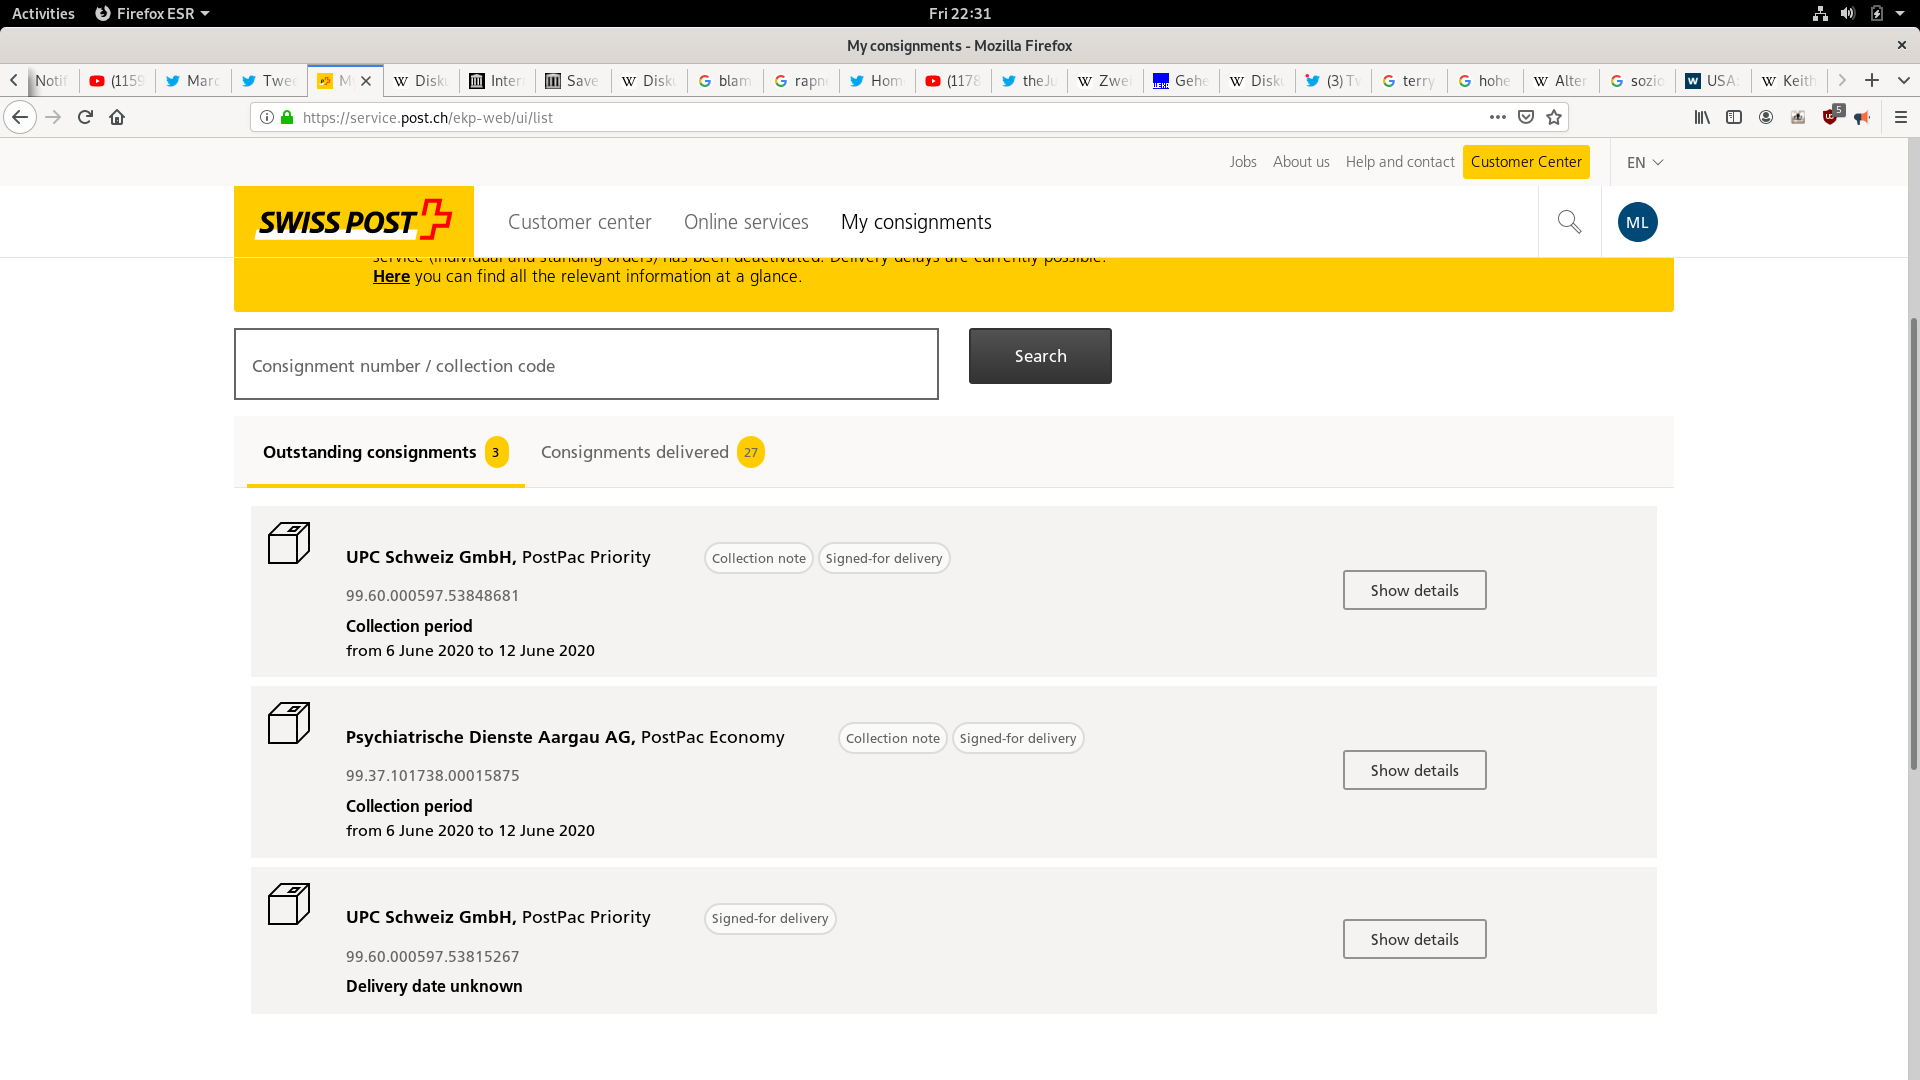 Activities Firefox ESR Fri 22:31
My consignments - Mozilla Firefox
Notif (1159 Marc Twee M Disku Inter Save Disku blam rapne Hom (1178 theJu Zwei Gehe Disku (3) Tw terry hohe Alter sozio USA: Keith
https://service.post.ch/ekp-web/ui/list 5
Jobs About us Help and contact Customer Center EN
SWISS POST Customer center Online services My consignments ML
service (individual and standing orders) has been deactivated. Delivery delays are currently possible.
Here you can find all the relevant information at a glance.
Consignment number / collection code Search
Outstanding consignments 3 Consignments delivered 27
UPC Schweiz GmbH, PostPac Priority Collection note Signed-for delivery
99.60.000597.53848681 Show details
Collection period
from 6 June 2020 to 12 June 2020
Psychiatrische Dienste Aargau AG, PostPac Economy Collection note Signed-for delivery
99.37.101738.00015875 Show details
Collection period
from 6 June 2020 to 12 June 2020
UPC Schweiz GmbH, PostPac Priority Signed-for delivery
99.60.000597.53815267 Show details
Delivery date unknown